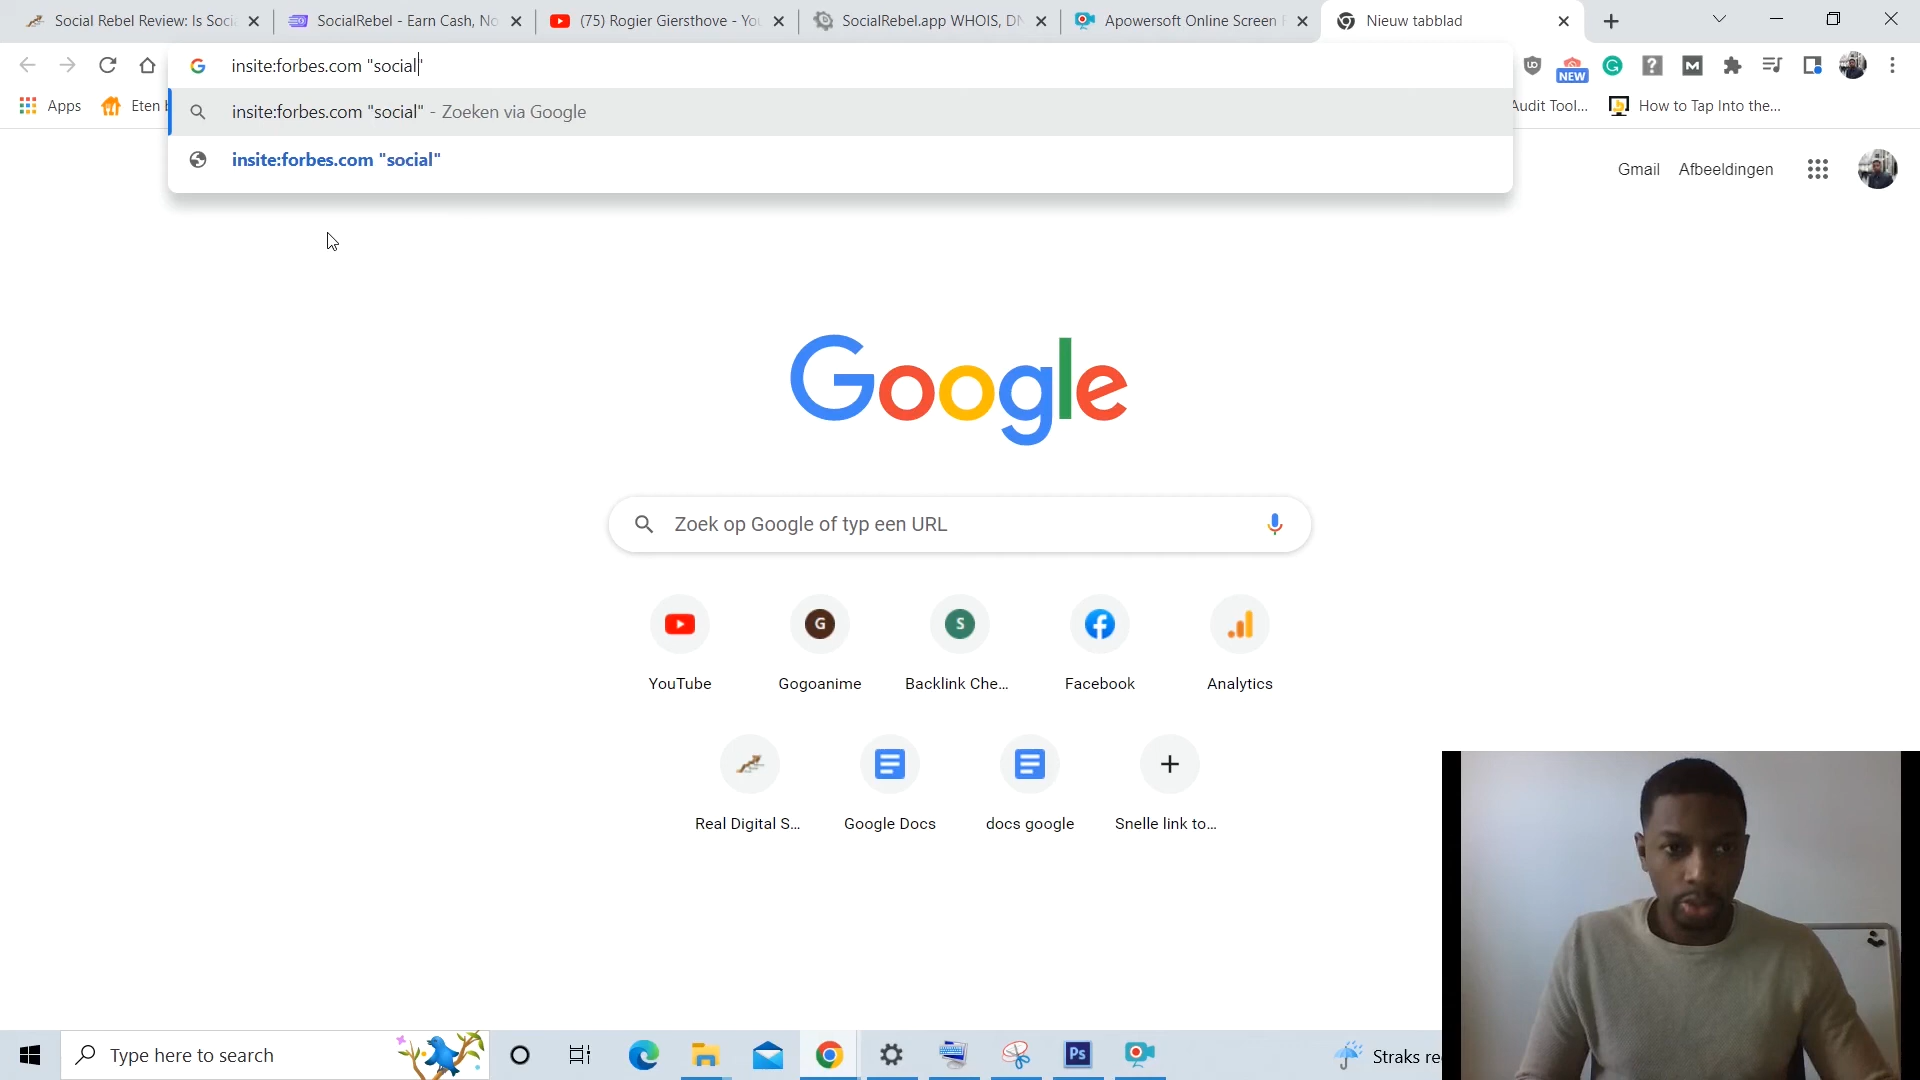 Social Rebel Review: Is Soci
SocialRebel - Earn Cash, No
(75) Rogier Giersthove - You
SocialRebel.app WHOIS, DN
Apowersoft Online Screen R
Nieuw tabblad
insite:forbes.com "social"
UD
NEW
insite:forbes.com "social" - Zoeken via Google
insite:forbes.com "social"
Apps
Eten b
Audit Tool...
How to Tap Into the...
Gmail
Afbeeldingen
Google
Zoek op Google of typ een URL
G
S
YouTube
Gogoanime
Backlink Che...
Facebook
Analytics
Real Digital S...
Google Docs
docs google
Snelle link to...
Type here to search
Ps
Straks re